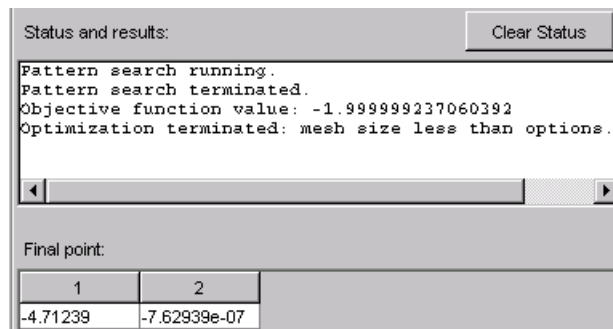 Status and results:
Clear Status
Pattern search running.
Pattern search terminated.
Objective function value: -1.999999237060392
Optimization terminated: mesh size less than options.
Final point:
1 2
-4.71239 -7.62939e-07